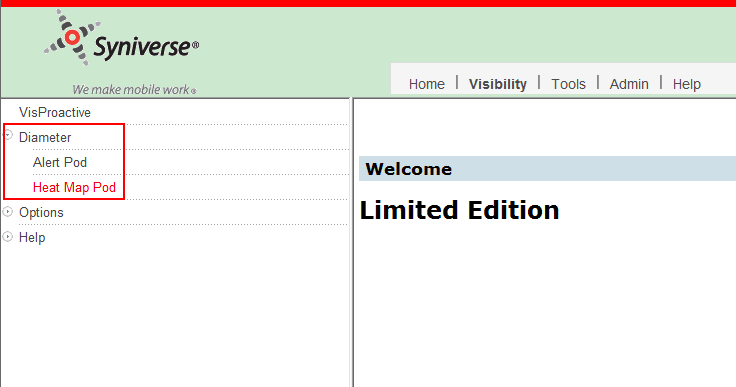 Syniverse®
We make mobile work®
Home | Visibility | Tools | Admin | Help
VisProactive
Diameter
Alert Pod
Heat Map Pod
Options
Help
Welcome
Limited Edition